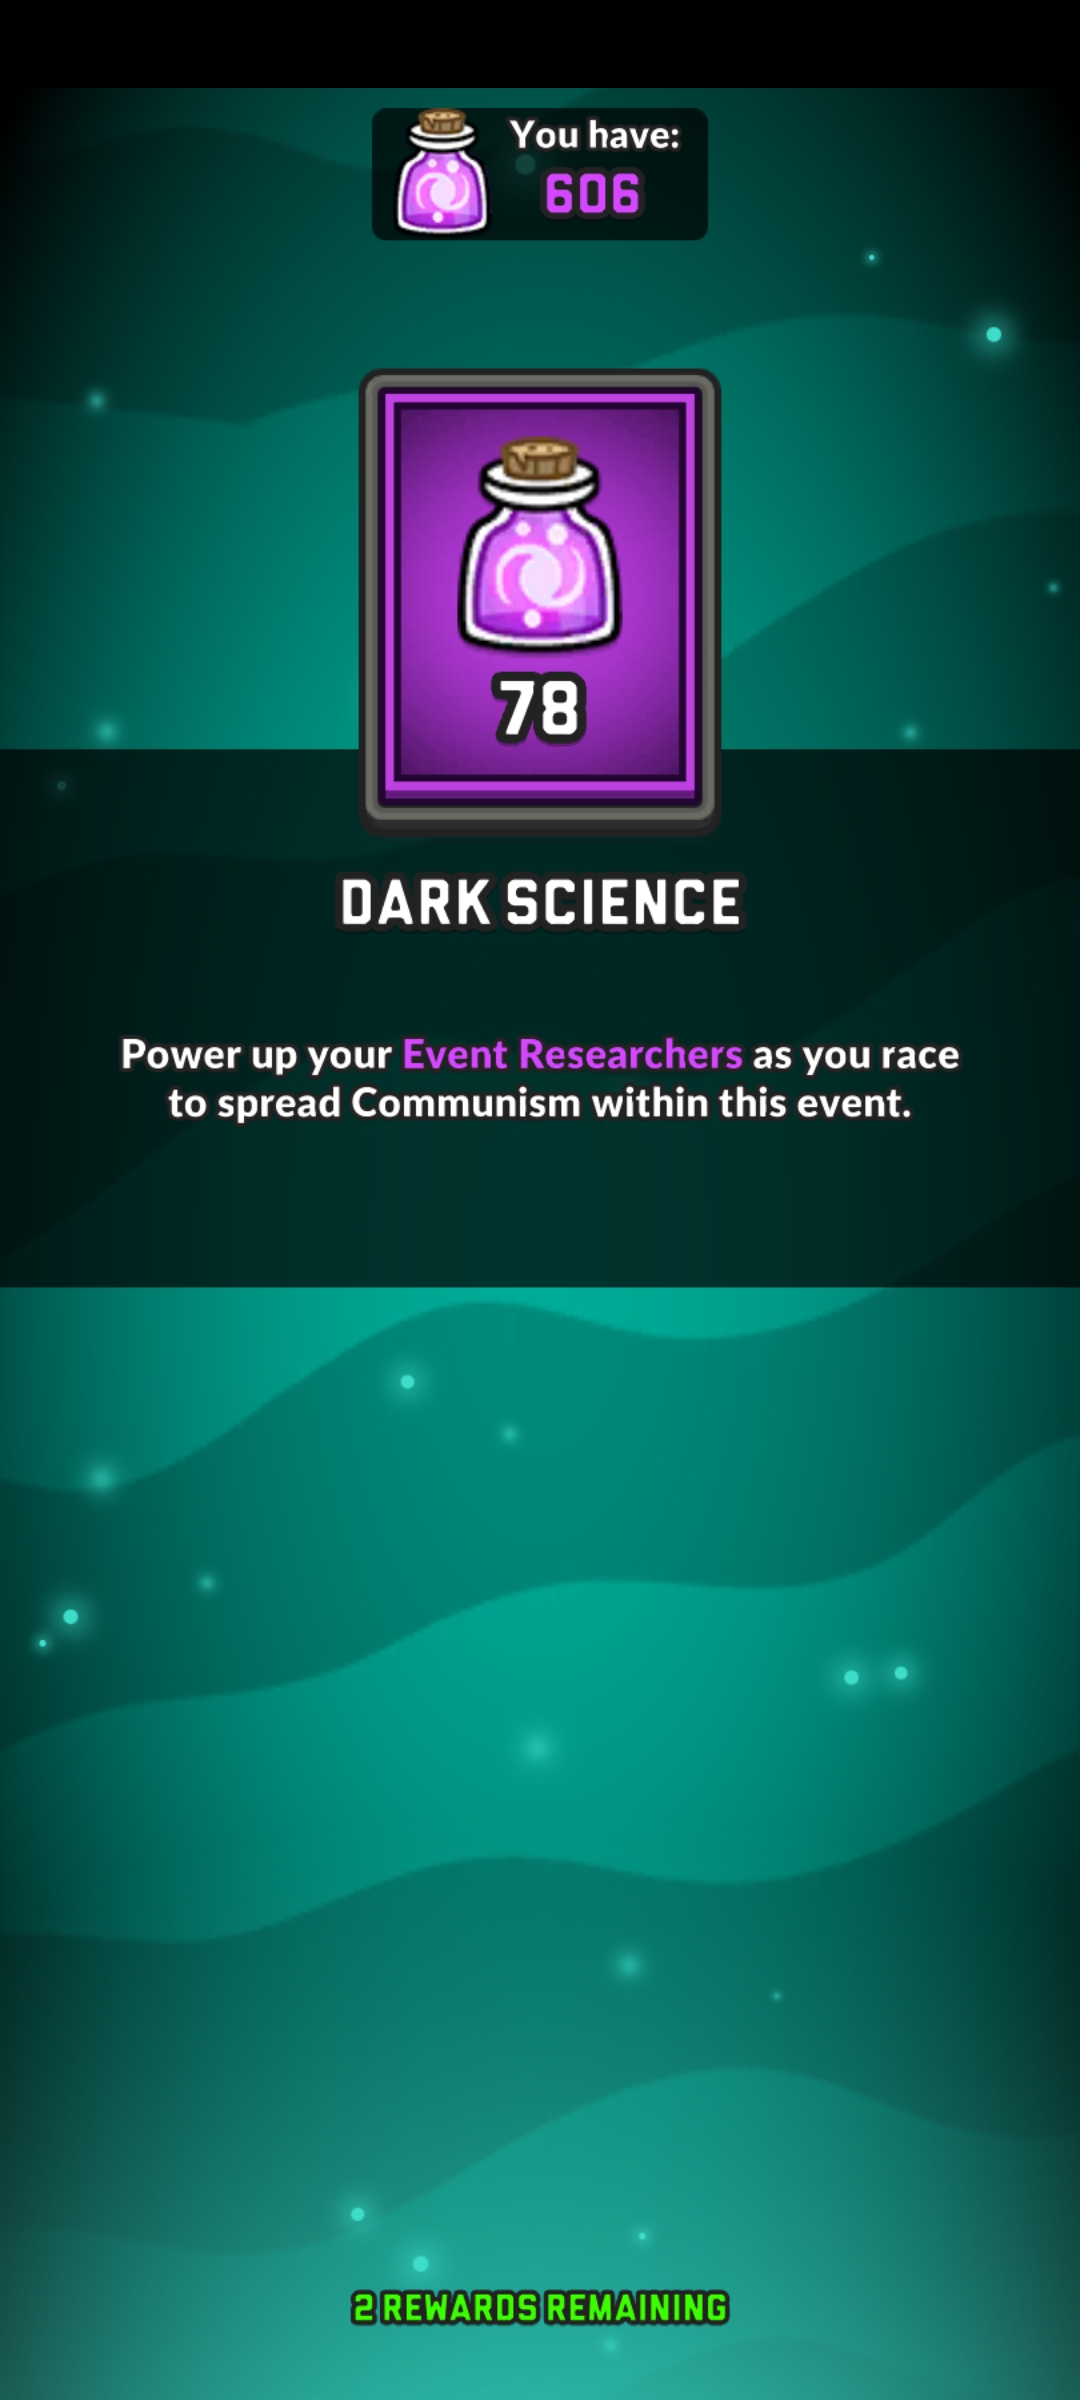 You have:
606
78
DARK SCIENCE
Power up your Event Researchers as you race
to spread Communism within this event.
2 REWARDS REMAINING